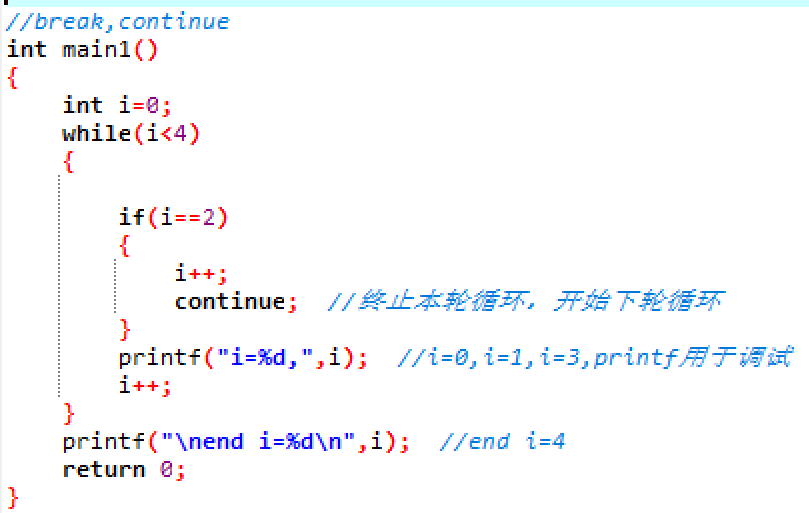 //break,continue
int main1()
{
    int i=0;
    while(i<4)
    {
        if(i==2)
        {
            i++;
            continue;  //终止本轮循环，开始下轮循环
        }
        printf("i=%d,",i);  //i=0,i=1,i=3,printf用于调试
        i++;
    }
    printf("\nend i=%d\n",i);  //end i=4
    return 0;
}